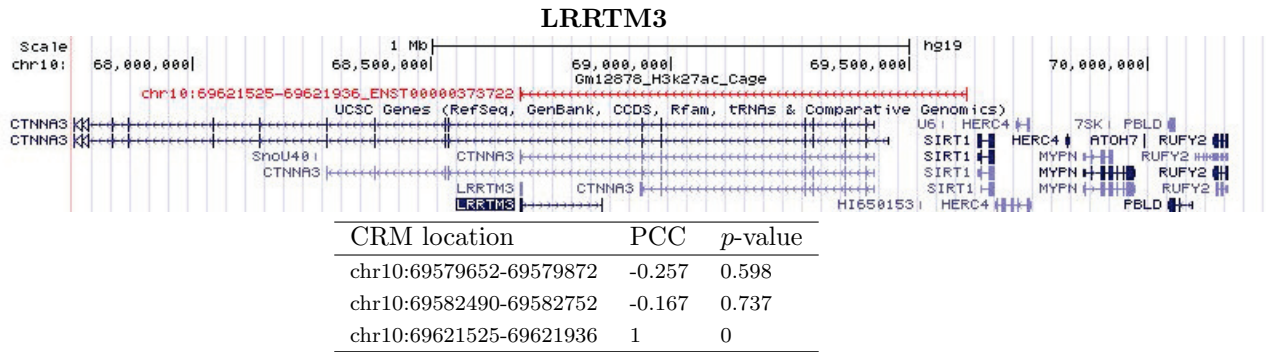 LRRTM3
Scale 1 Mb hg19
chr10: 68,000,000 68,500,000 69,000,000 69,500,000 70,000,000
Gm12878_H3k27ac_Cage
chr10:69621525-69621936_ENST00000373722
UCSC Genes (RefSeq, GenBank, CCDS, Rfam, tRNAs & Comparative Genomics)
CTNNA3 U6 HERC4 7SK PBLD
CTNNA3 SIRT1 HERC4 ATOH7 RUFY2
SnoU40 CTNNA3 SIRT1 MYPN RUFY2
CTNNA3 SIRT1 MYPN RUFY2
LRRTM3 CTNNA3 SIRT1 MYPN RUFY2
LRRTM3 HI650153 HERC4 PBLD
CRM location PCC p-value
chr10:69579652-69579872 -0.257 0.598
chr10:69582490-69582752 -0.167 0.737
chr10:69621525-69621936 1 0